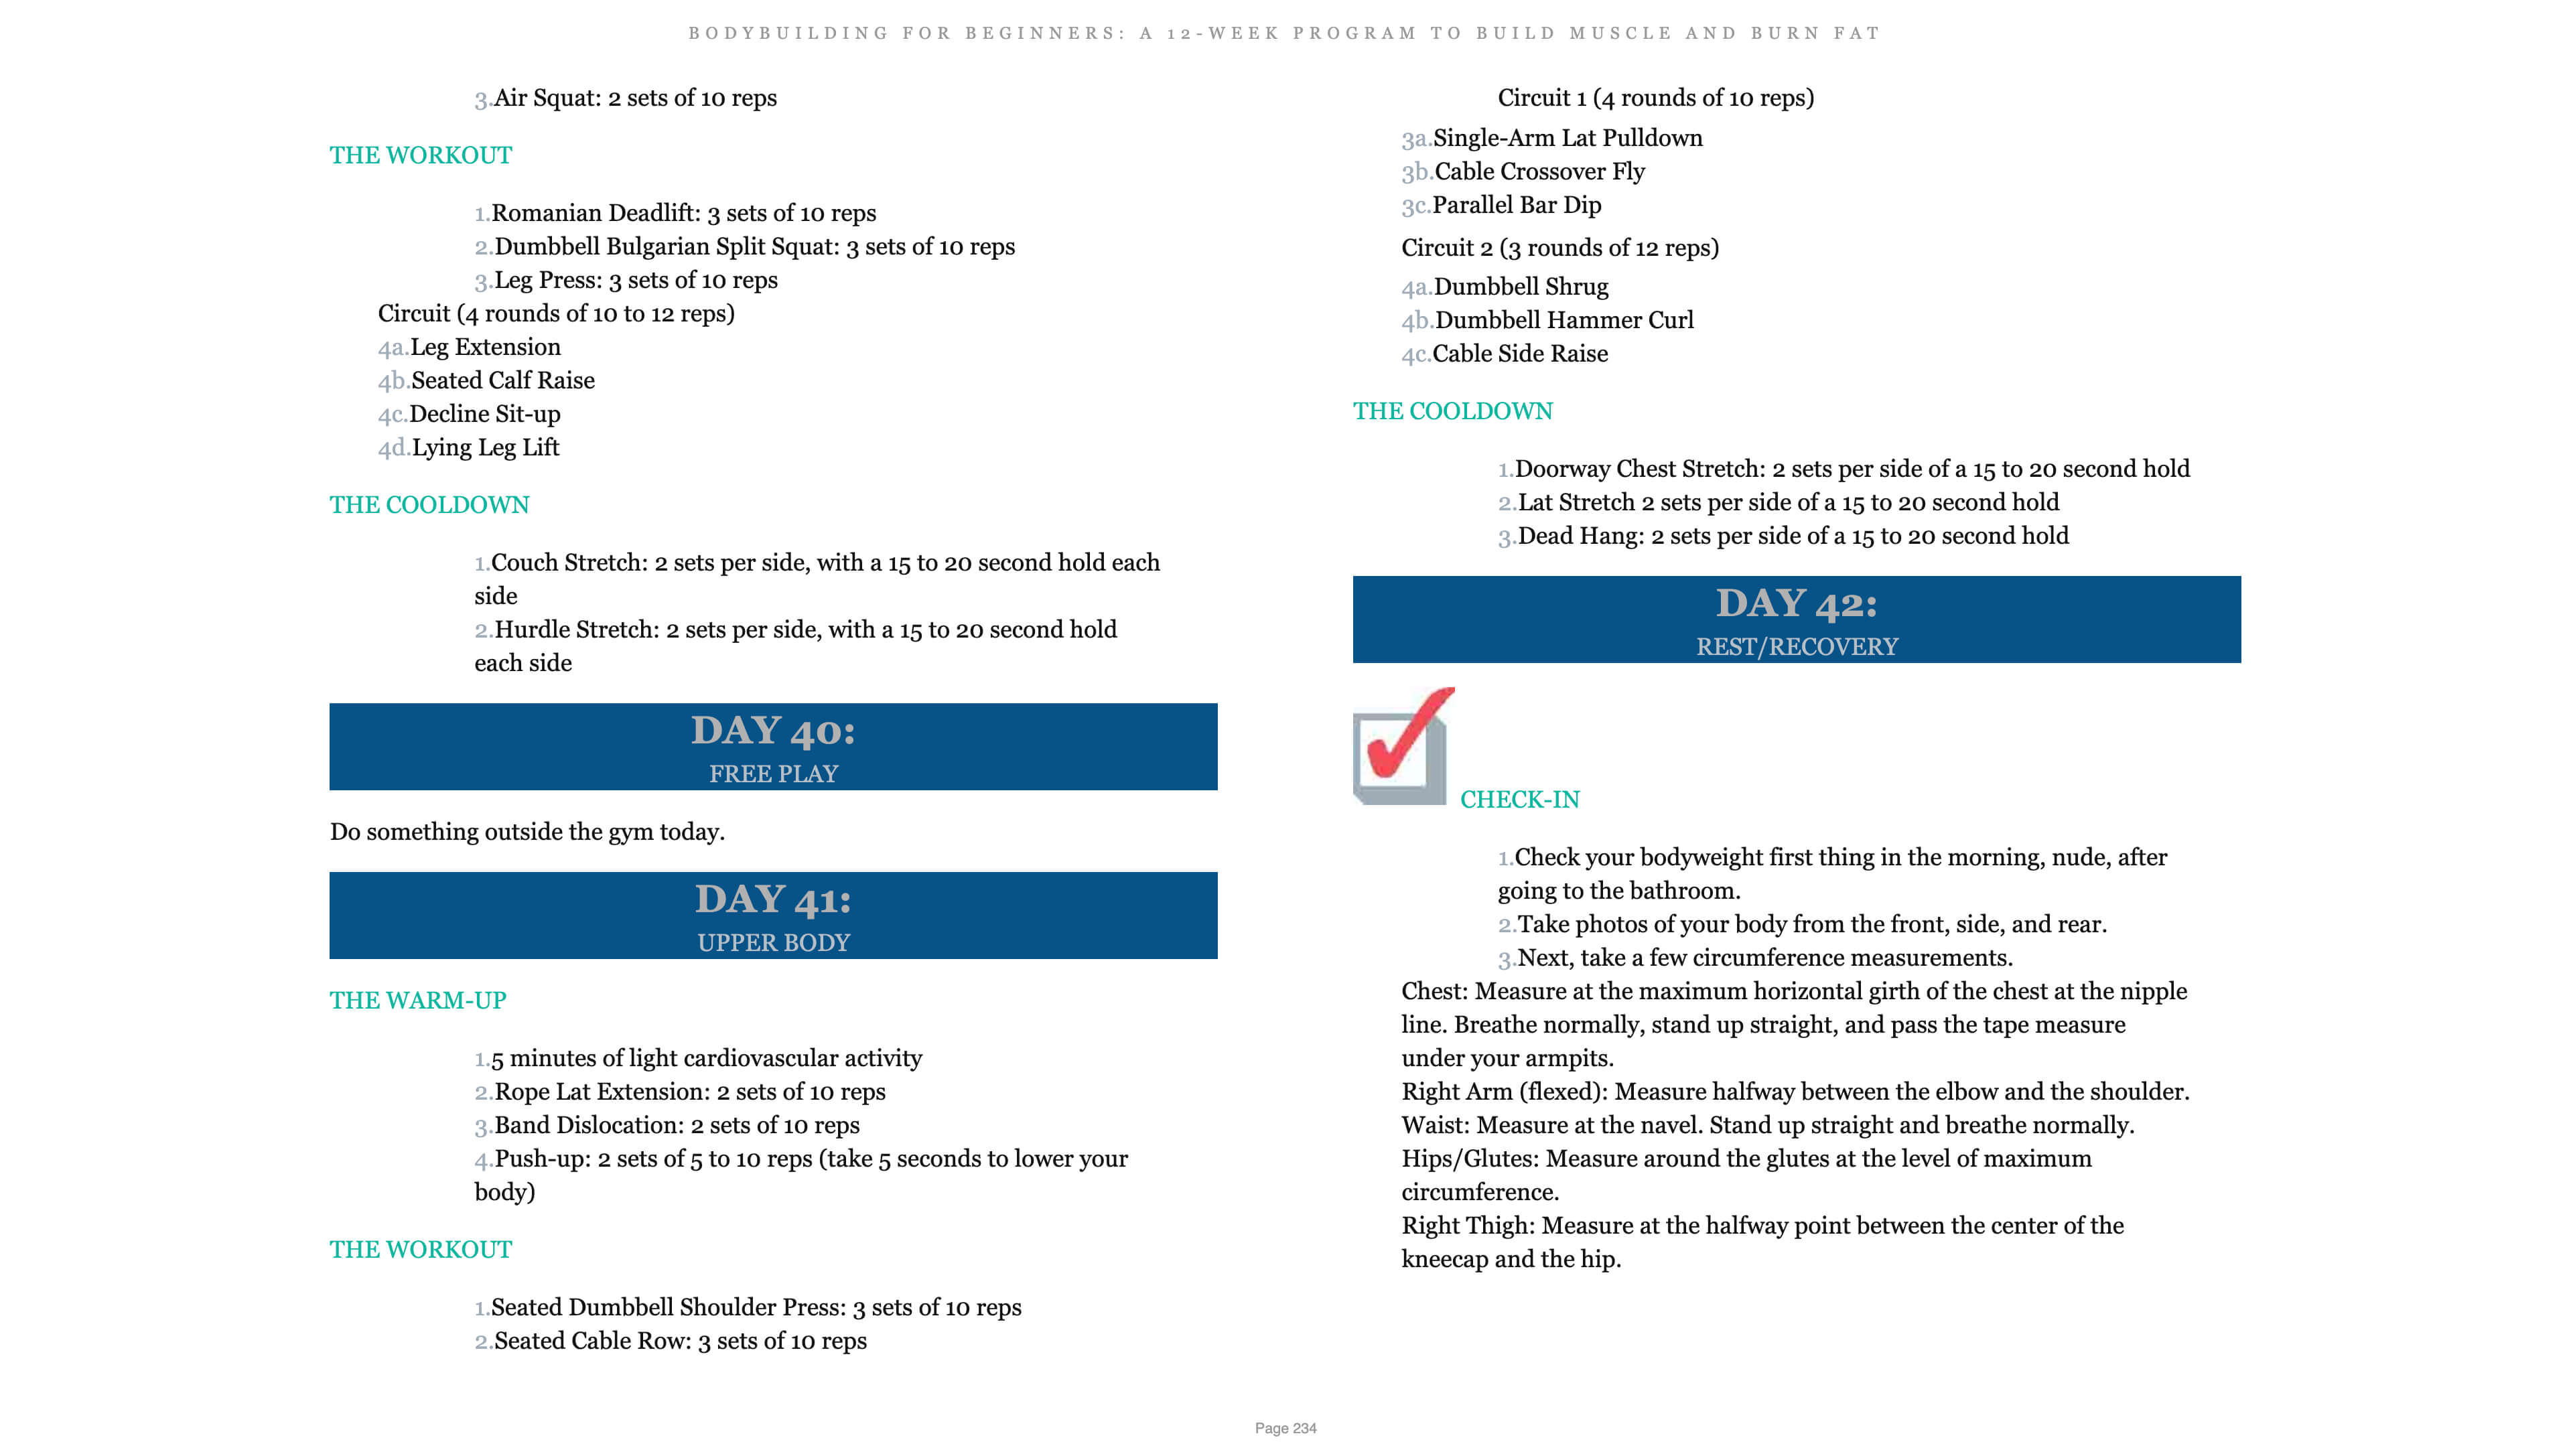 BODYBUILDING FOR BEGINNERS: A 12-WEEK PROGRAM TO BUILD MUSCLE AND BURN FAT
3.Air Squat: 2 sets of 10 reps
THE WORKOUT
1.Romanian Deadlift: 3 sets of 10 reps
2.Dumbbell Bulgarian Split Squat: 3 sets of 10 reps
3.Leg Press: 3 sets of 10 reps
Circuit (4 rounds of 10 to 12 reps)
4a.Leg Extension
4b.Seated Calf Raise
4c.Decline Sit-up
4d.Lying Leg Lift
THE COOLDOWN
1.Couch Stretch: 2 sets per side, with a 15 to 20 second hold each
side
2.Hurdle Stretch: 2 sets per side, with a 15 to 20 second hold
each side
DAY 40:
FREE PLAY
Do something outside the gym today.
DAY 41:
UPPER BODY
THE WARM-UP
1.5 minutes of light cardiovascular activity
2.Rope Lat Extension: 2 sets of 10 reps
3.Band Dislocation: 2 sets of 10 reps
4.Push-up: 2 sets of 5 to 10 reps (take 5 seconds to lower your
body)
THE WORKOUT
1.Seated Dumbbell Shoulder Press: 3 sets of 10 reps
2.Seated Cable Row: 3 sets of 10 reps
Circuit 1 (4 rounds of 10 reps)
3a.Single-Arm Lat Pulldown
3b.Cable Crossover Fly
3c.Parallel Bar Dip
Circuit 2 (3 rounds of 12 reps)
4a.Dumbbell Shrug
4b.Dumbbell Hammer Curl
4c.Cable Side Raise
THE COOLDOWN
1.Doorway Chest Stretch: 2 sets per side of a 15 to 20 second hold
2.Lat Stretch 2 sets per side of a 15 to 20 second hold
3.Dead Hang: 2 sets per side of a 15 to 20 second hold
DAY 42:
REST/RECOVERY
CHECK-IN
1.Check your bodyweight first thing in the morning, nude, after
going to the bathroom.
2.Take photos of your body from the front, side, and rear.
3.Next, take a few circumference measurements.
Chest: Measure at the maximum horizontal girth of the chest at the nipple
line. Breathe normally, stand up straight, and pass the tape measure
under your armpits.
Right Arm (flexed): Measure halfway between the elbow and the shoulder.
Waist: Measure at the navel. Stand up straight and breathe normally.
Hips/Glutes: Measure around the glutes at the level of maximum
circumference.
Right Thigh: Measure at the halfway point between the center of the
kneecap and the hip.
Page 234